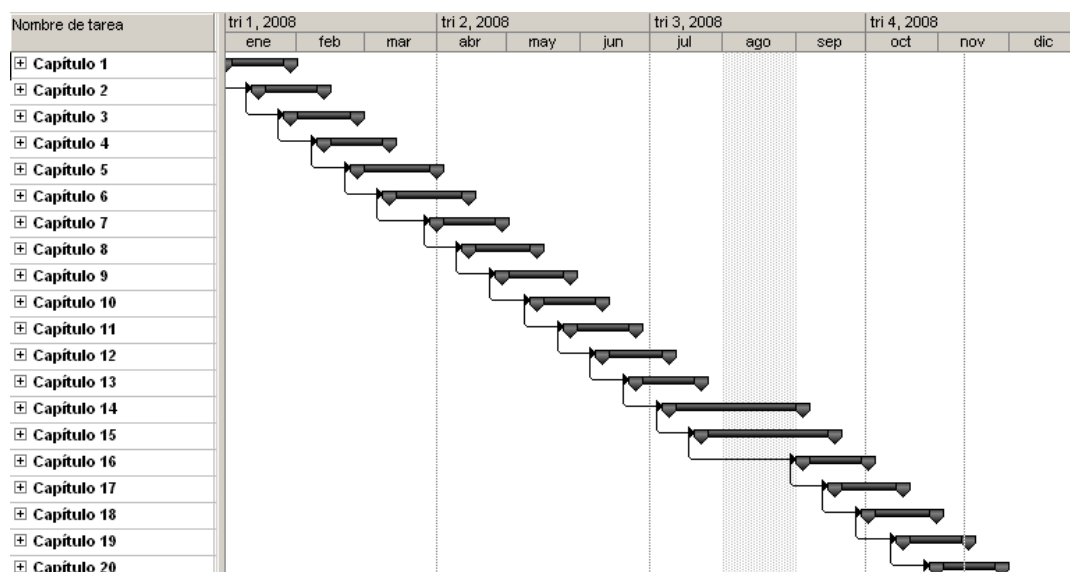 Nombre de tarea
tri 1, 2008 tri 2, 2008 tri 3, 2008 tri 4, 2008
ene feb mar abr may jun jul ago sep oct nov dic
Capítulo 1
Capítulo 2
Capítulo 3
Capítulo 4
Capítulo 5
Capítulo 6
Capítulo 7
Capítulo 8
Capítulo 9
Capítulo 10
Capítulo 11
Capítulo 12
Capítulo 13
Capítulo 14
Capítulo 15
Capítulo 16
Capítulo 17
Capítulo 18
Capítulo 19
Capítulo 20